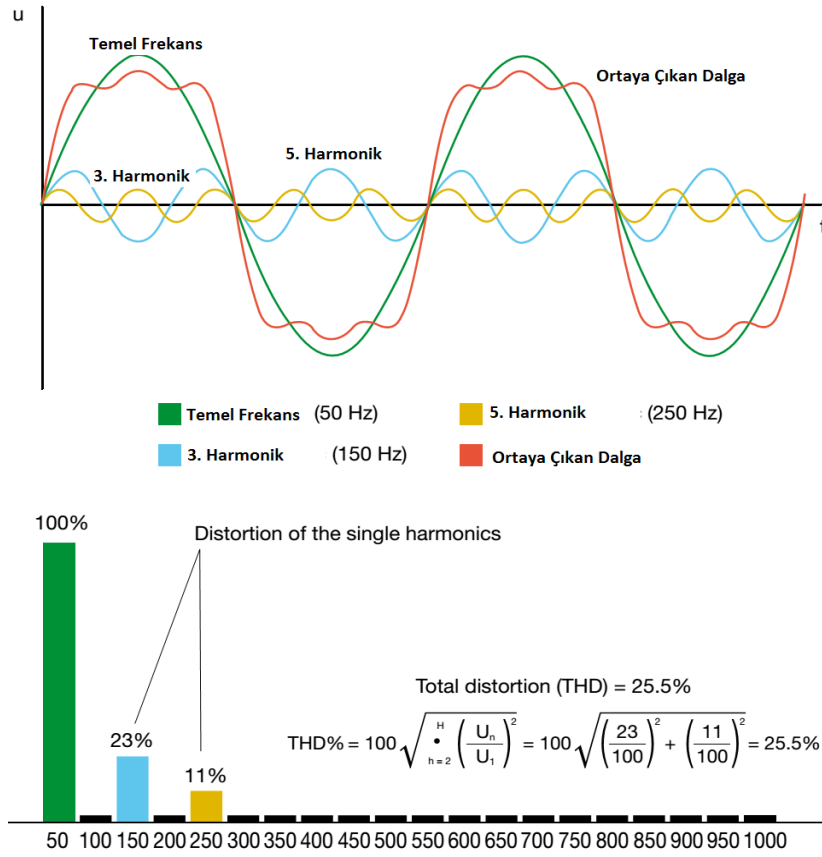 u
Temel Frekans
Ortaya Çıkan Dalga
5. Harmonik
3. Harmonik
t
Temel Frekans (50 Hz)
5. Harmonik : (250 Hz)
3. Harmonik (150 Hz)
Ortaya Çıkan Dalga
100%
Distortion of the single harmonics
Total distortion (THD) = 25.5%
THD% = 100 √ H • h = 2 ( Un / U1 )² = 100 √ ( 23 / 100 )² + ( 11 / 100 )² = 25.5%
23%
11%
50 100 150 200 250 300 350 400 450 500 550 600 650 700 750 800 850 900 950 1000